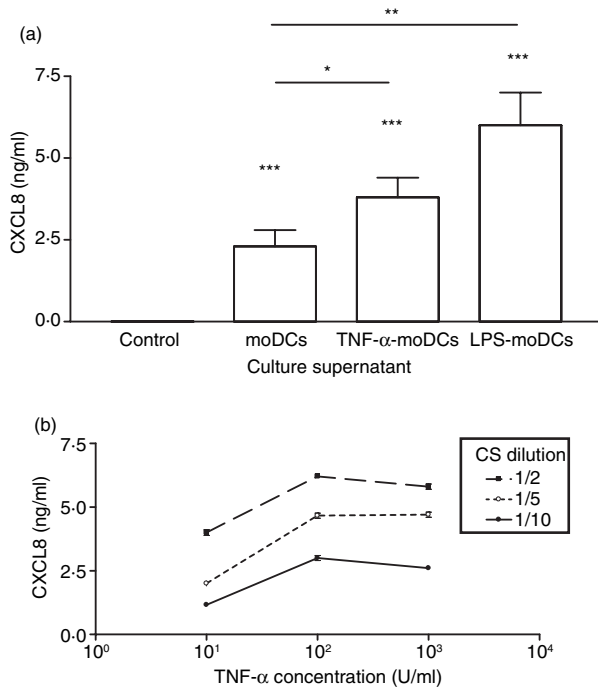 (a)
**
*
***
***
***
CXCL8 (ng/ml)
7·5
5·0
2·5
0·0
Control moDCs TNF-α-moDCs LPS-moDCs
Culture supernatant
(b)
CXCL8 (ng/ml)
7·5
5·0
2·5
0·0
10⁰ 10¹ 10² 10³ 10⁴
TNF-α concentration (U/ml)
CS dilution
1/2
1/5
1/10